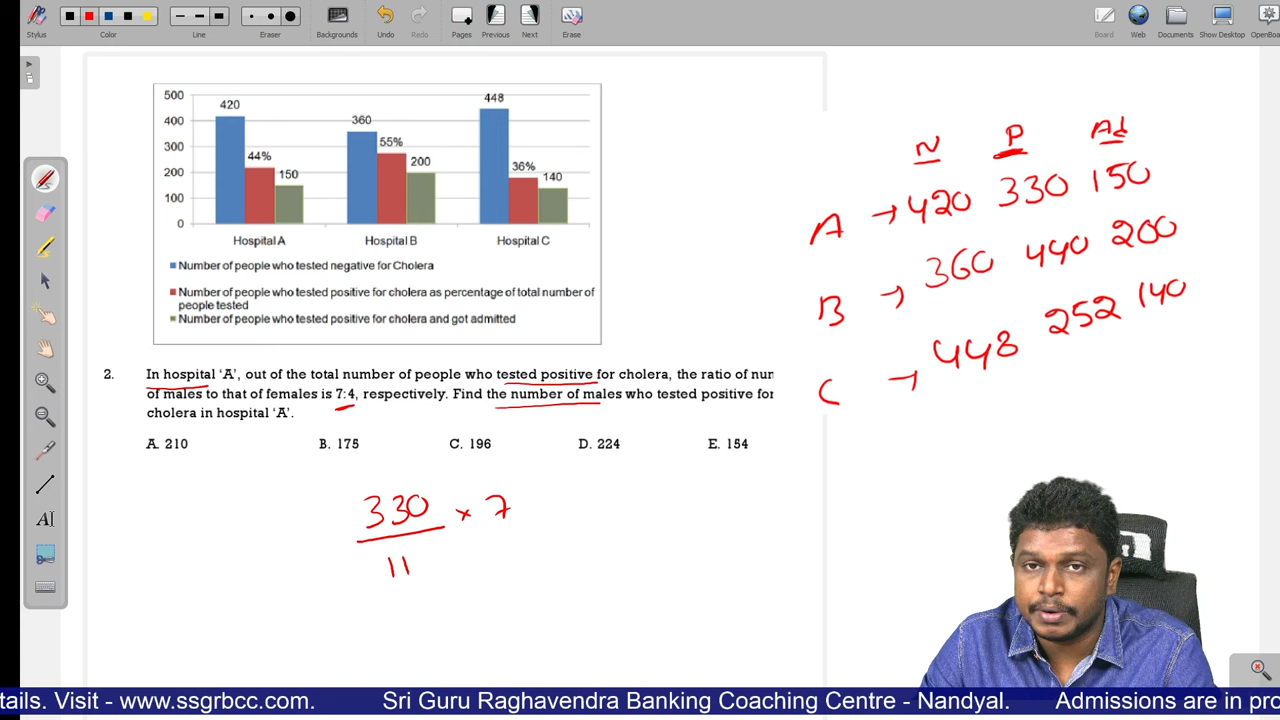 Stylus Color Line Eraser Backgrounds Undo Redo Pages Previous Next Erase Board Web Documents Show Desktop OpenBoa
500
400
300
200
100
0
420
44%
150
360
55%
200
448
36%
140
Hospital A Hospital B Hospital C
Number of people who tested negative for Cholera
Number of people who tested positive for cholera as percentage of total number of
people tested
Number of people who tested positive for cholera and got admitted
N P Ad
A → 420 330 150
B → 360 440 200
C → 448 252 140
2. In hospital ‘A’, out of the total number of people who tested positive for cholera, the ratio of nur
of males to that of females is 7:4, respectively. Find the number of males who tested positive for
cholera in hospital ‘A’.
A. 210 B. 175 C. 196 D. 224 E. 154
330 × 7
11
tails. Visit - www.ssgrbcc.com. Sri Guru Raghavendra Banking Coaching Centre - Nandyal. Admissions are in pro